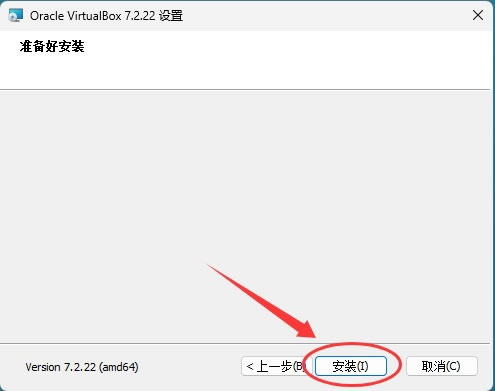 Oracle VirtualBox 7.2.22 设置
准备好安装
Version 7.2.22 (amd64)
< 上一步(B)
安装(I)
取消(C)